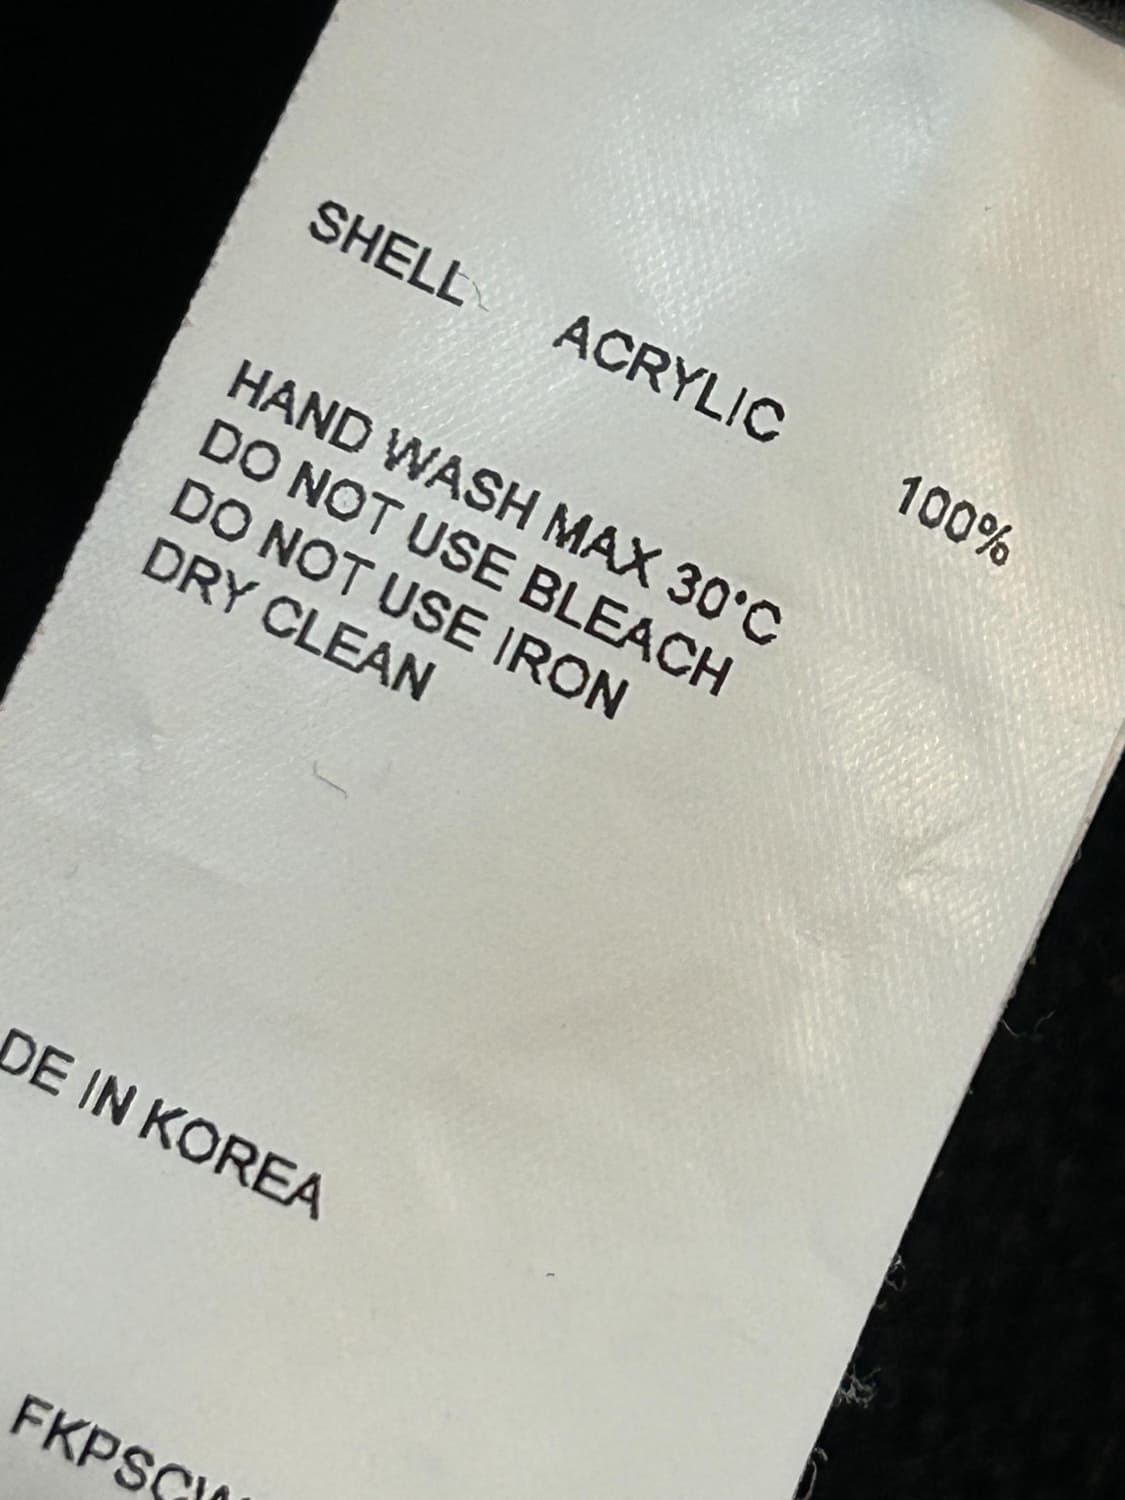 SHELL ACRYLIC 100%
HAND WASH MAX 30°C
DO NOT USE BLEACH
DO NOT USE IRON
DRY CLEAN
DE IN KOREA
FKPSCW